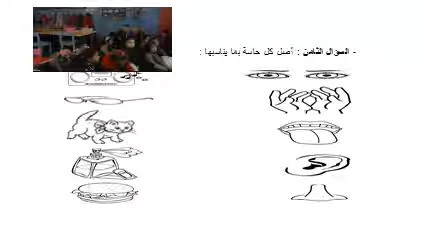 - السؤال الثامن : أصل كل حاسة بما يناسبها :